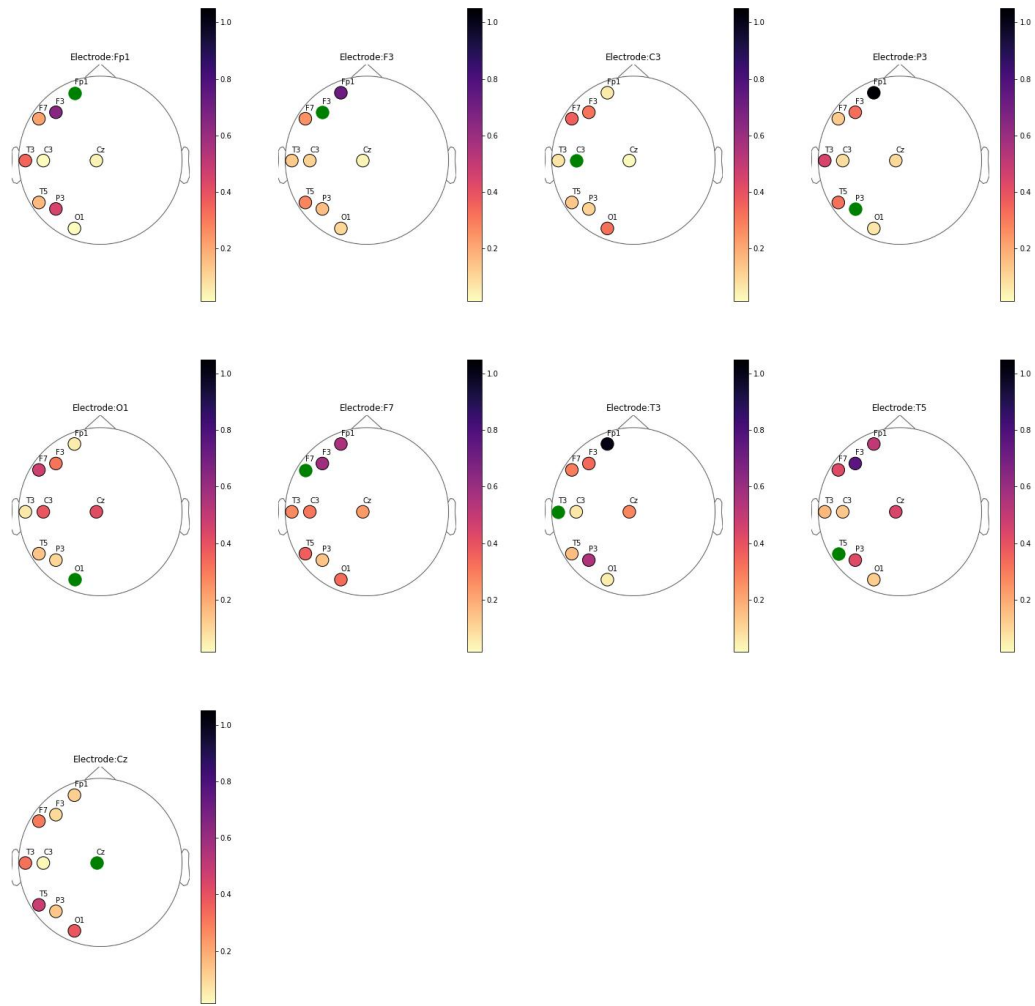 1.0
1.0
1.0
1.0
Electrode:Fp1
Electrode:F3
Electrode:C3
Electrode:P3
Fp1
Fp1
Fp1
Fp1
0.8
0.8
0.8
0.8
F7 F3
F7 F3
F7 F3
F7 F3
0.6
0.6
0.6
0.6
T3 C3 Cz
T3 C3 Cz
T3 C3 Cz
T3 C3 Cz
0.4
0.4
0.4
0.4
T5 P3
T5 P3
T5 P3
T5 P3
O1
O1
O1
O1
0.2
0.2
0.2
0.2
1.0
1.0
1.0
1.0
Electrode:O1
Electrode:F7
Electrode:T3
Electrode:T5
Fp1
Fp1
Fp1
Fp1
0.8
0.8
0.8
0.8
F7 F3
F7 F3
F7 F3
F7 F3
0.6
0.6
0.6
0.6
T3 C3 Cz
T3 C3 Cz
T3 C3 Cz
T3 C3 Cz
0.4
0.4
0.4
0.4
T5 P3
T5 P3
T5 P3
T5 P3
O1
O1
O1
O1
0.2
0.2
0.2
0.2
1.0
Electrode:Cz
Fp1
0.8
F7 F3
0.6
T3 C3 Cz
0.4
T5 P3
O1
0.2